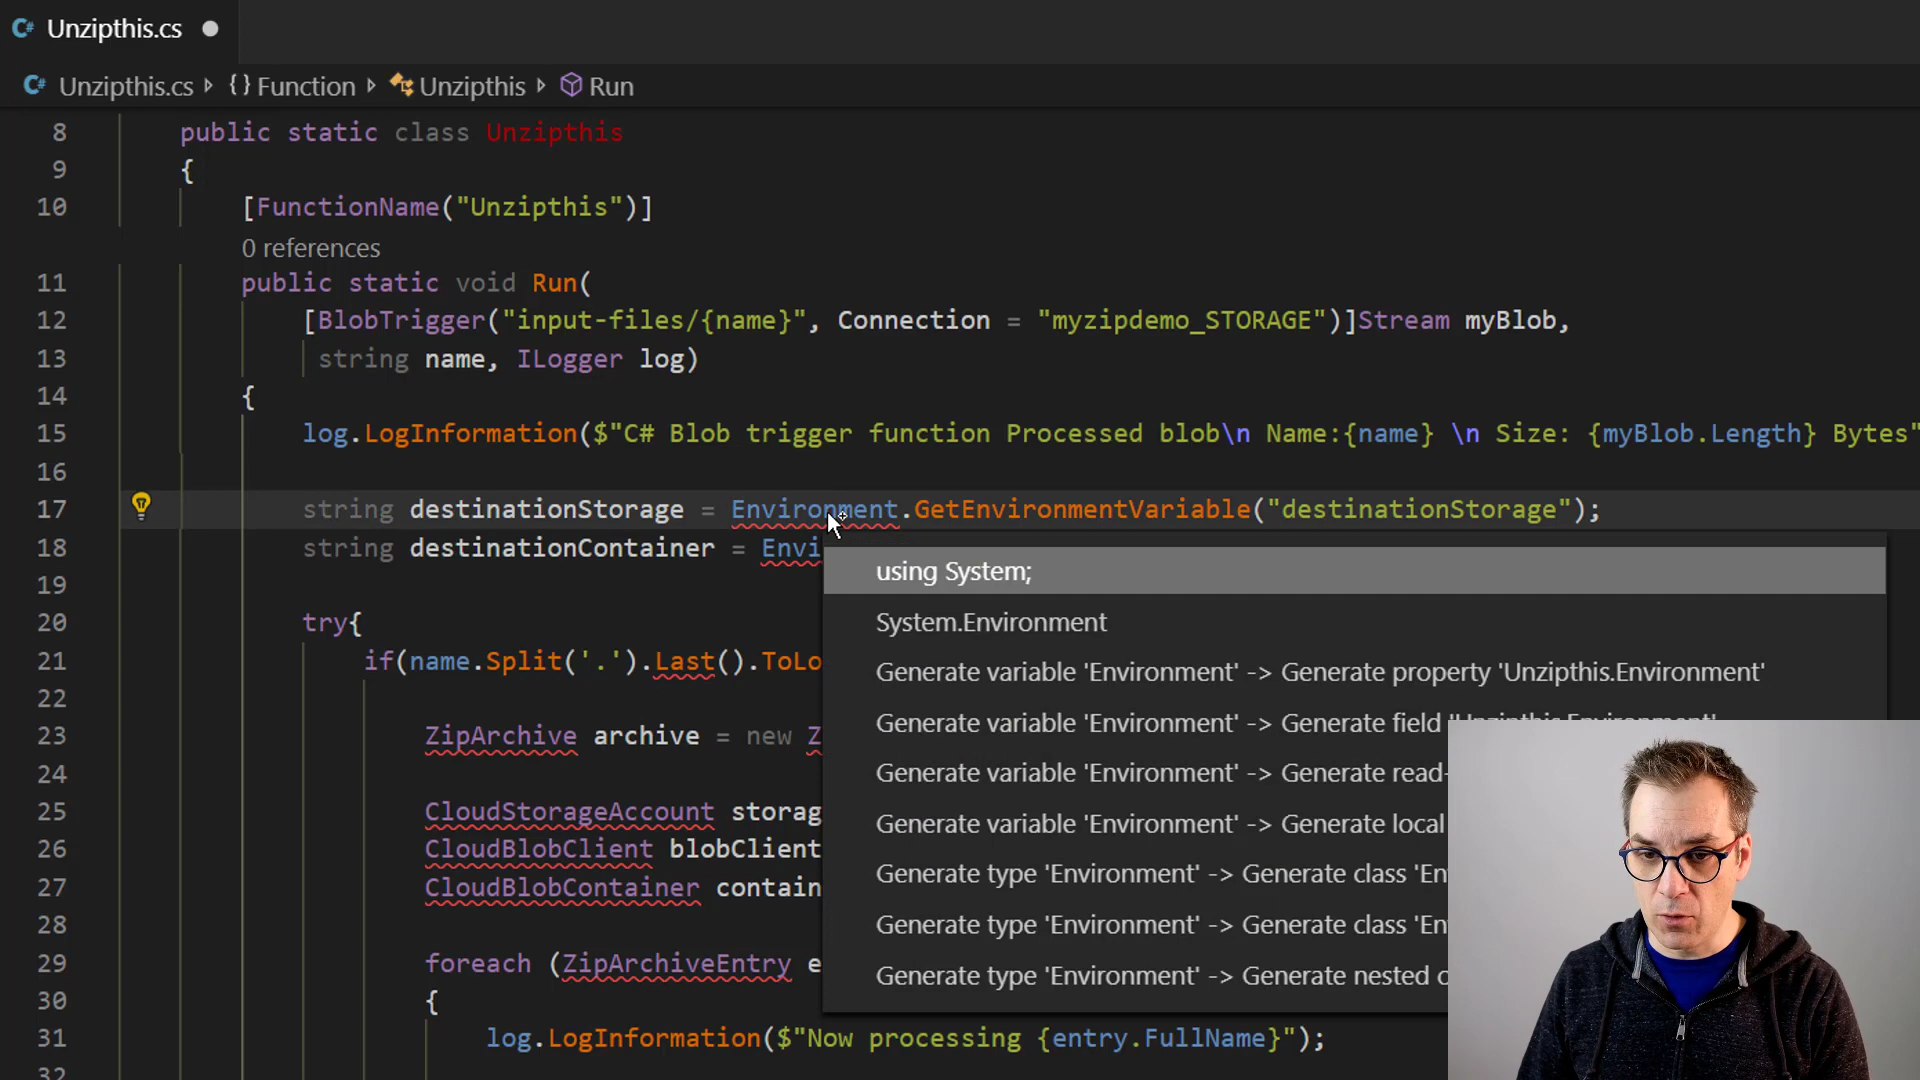 Unzipthis.cs
Unzipthis.cs {} Function Unzipthis Run
8 public static class Unzipthis
9 {
10 [FunctionName("Unzipthis")]
0 references
11 public static void Run(
12 [BlobTrigger("input-files/{name}", Connection = "myzipdemo_STORAGE")]Stream myBlob,
13 string name, ILogger log)
14 {
15 log.LogInformation($"C# Blob trigger function Processed blob\n Name:{name} \n Size: {myBlob.Length} Bytes"
16
17 string destinationStorage = Environment.GetEnvironmentVariable("destinationStorage");
18 string destinationContainer = Envi
using System;
19
System.Environment
20 try{
21 if(name.Split('.').Last().ToLo
Generate variable 'Environment' -> Generate property 'Unzipthis.Environment'
22
Generate variable 'Environment' -> Generate field 'Unzipthis.Environment'
23 ZipArchive archive = new Z
24
Generate variable 'Environment' -> Generate read-
25 CloudStorageAccount storag
Generate variable 'Environment' -> Generate local
26 CloudBlobClient blobClient
27 CloudBlobContainer contain
Generate type 'Environment' -> Generate class 'En
28
Generate type 'Environment' -> Generate class 'En
29 foreach (ZipArchiveEntry e
Generate type 'Environment' -> Generate nested c
30 {
31 log.LogInformation($"Now processing {entry.FullName}");
32